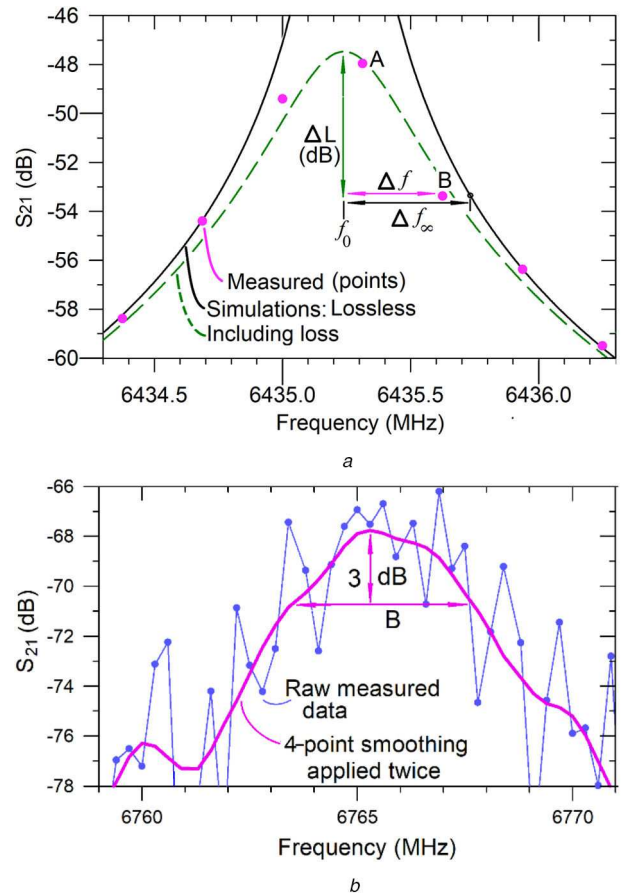 -46
-48
-50
-52
-54
-56
-58
-60
S21 (dB)
A
ΔL
(dB)
Δf
B
Δf∞
f0
Measured (points)
Simulations: Lossless
Including loss
6434.5
6435.0
6435.5
6436.0
Frequency (MHz)
a
-66
-68
-70
-72
-74
-76
-78
S21 (dB)
3 dB
B
Raw measured
data
4-point smoothing
applied twice
6760
6765
6770
Frequency (MHz)
b